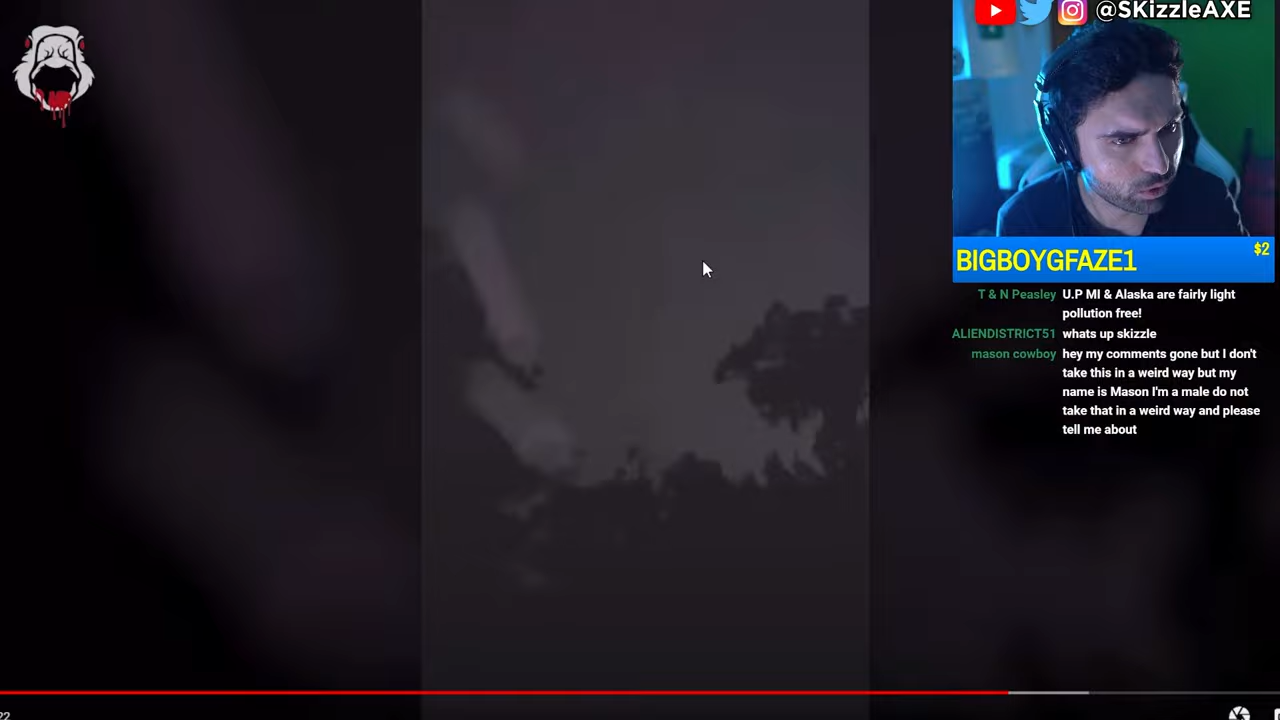 @SKizzleAXE
BIGBOYGFAZE1
$2
T & N Peasley U.P MI & Alaska are fairly light
pollution free!
ALIENDISTRICT51 whats up skizzle
mason cowboy hey my comments gone but I don't
take this in a weird way but my
name is Mason I'm a male do not
take that in a weird way and please
tell me about